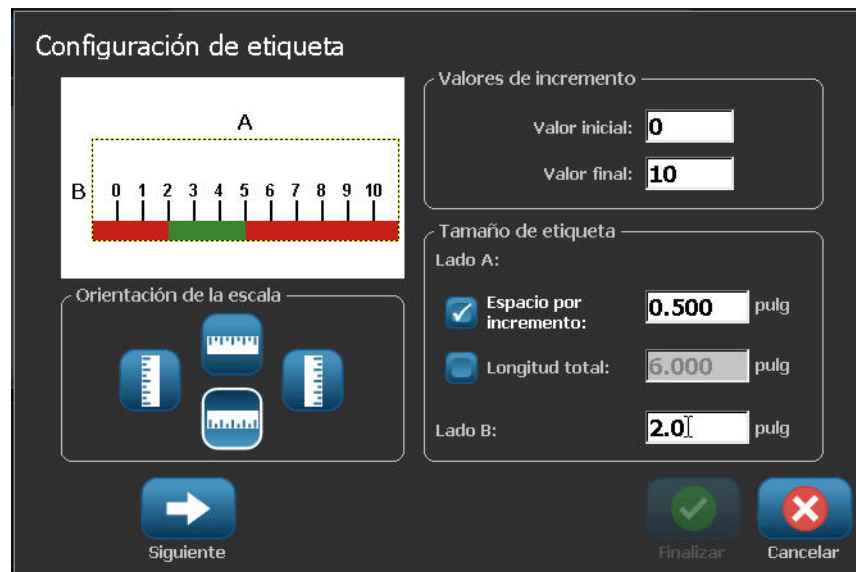 Configuración de etiqueta
A
B
0 1 2 3 4 5 6 7 8 9 10
Orientación de la escala
Valores de incremento
Valor inicial: 0
Valor final: 10
Tamaño de etiqueta
Lado A:
Espacio por
incremento: 0.500 pulg
Longitud total: 6.000 pulg
Lado B: 2.0 pulg
Siguiente
Finalizar
Cancelar